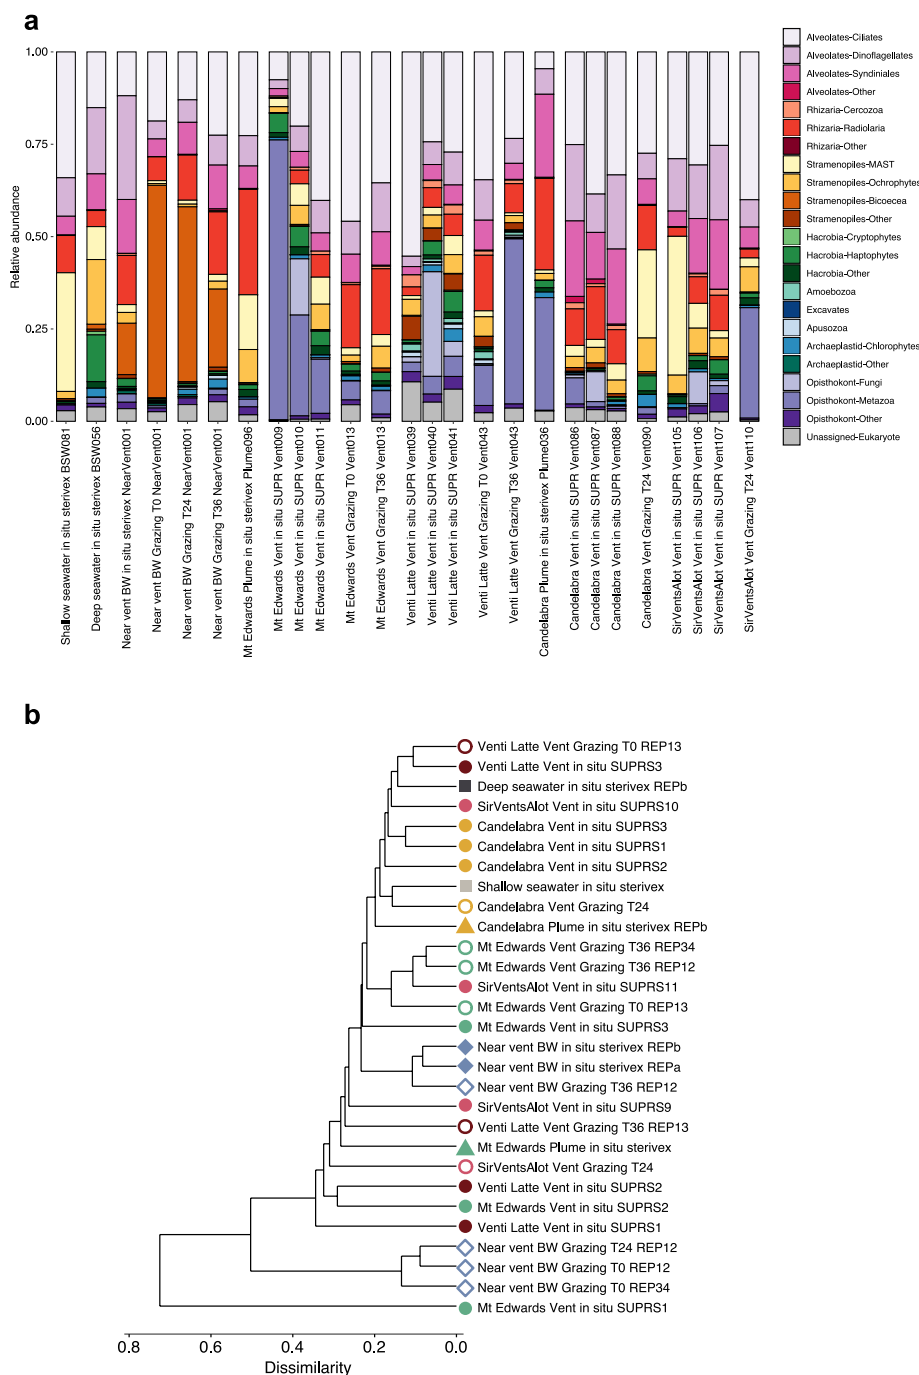 a
1.00
0.75
0.50
0.25
0.00
Relative abundance
Shallow seawater in situ sterivex BSW081
Deep seawater in situ sterivex BSW056
Near vent BW in situ sterivex NearVent001
Near vent BW Grazing T0 NearVent001
Near vent BW Grazing T24 NearVent001
Near vent BW Grazing T36 NearVent001
Mt Edwards Plume in situ sterivex Plume096
Mt Edwards Vent in situ SUPR Vent009
Mt Edwards Vent in situ SUPR Vent010
Mt Edwards Vent in situ SUPR Vent011
Mt Edwards Vent Grazing T0 Vent013
Mt Edwards Vent Grazing T36 Vent013
Venti Latte Vent in situ SUPR Vent039
Venti Latte Vent in situ SUPR Vent040
Venti Latte Vent in situ SUPR Vent041
Venti Latte Vent Grazing T0 Vent043
Venti Latte Vent Grazing T36 Vent043
Candelabra Plume in situ sterivex Plume036
Candelabra Vent in situ SUPR Vent086
Candelabra Vent in situ SUPR Vent087
Candelabra Vent in situ SUPR Vent088
Candelabra Vent Grazing T24 Vent090
SirVentsAlot Vent in situ SUPR Vent105
SirVentsAlot Vent in situ SUPR Vent106
SirVentsAlot Vent in situ SUPR Vent107
SirVentsAlot Vent Grazing T24 Vent110
Alveolates-Ciliates
Alveolates-Dinoflagellates
Alveolates-Syndiniales
Alveolates-Other
Rhizaria-Cercozoa
Rhizaria-Radiolaria
Rhizaria-Other
Stramenopiles-MAST
Stramenopiles-Ochrophytes
Stramenopiles-Bicoecea
Stramenopiles-Other
Hacrobia-Cryptophytes
Hacrobia-Haptophytes
Hacrobia-Other
Amoebozoa
Excavates
Apusozoa
Archaeplastid-Chlorophytes
Archaeplastid-Other
Opisthokont-Fungi
Opisthokont-Metazoa
Opisthokont-Other
Unassigned-Eukaryote
b
Venti Latte Vent Grazing T0 REP13
Venti Latte Vent in situ SUPRS3
Deep seawater in situ sterivex REPb
SirVentsAlot Vent in situ SUPRS10
Candelabra Vent in situ SUPRS3
Candelabra Vent in situ SUPRS1
Candelabra Vent in situ SUPRS2
Shallow seawater in situ sterivex
Candelabra Vent Grazing T24
Candelabra Plume in situ sterivex REPb
Mt Edwards Vent Grazing T36 REP34
Mt Edwards Vent Grazing T36 REP12
SirVentsAlot Vent in situ SUPRS11
Mt Edwards Vent Grazing T0 REP13
Mt Edwards Vent in situ SUPRS3
Near vent BW in situ sterivex REPb
Near vent BW in situ sterivex REPa
Near vent BW Grazing T36 REP12
SirVentsAlot Vent in situ SUPRS9
Venti Latte Vent Grazing T36 REP13
Mt Edwards Plume in situ sterivex
SirVentsAlot Vent Grazing T24
Venti Latte Vent in situ SUPRS2
Mt Edwards Vent in situ SUPRS2
Venti Latte Vent in situ SUPRS1
Near vent BW Grazing T24 REP12
Near vent BW Grazing T0 REP12
Near vent BW Grazing T0 REP34
Mt Edwards Vent in situ SUPRS1
0.8 0.6 0.4 0.2 0.0
Dissimilarity